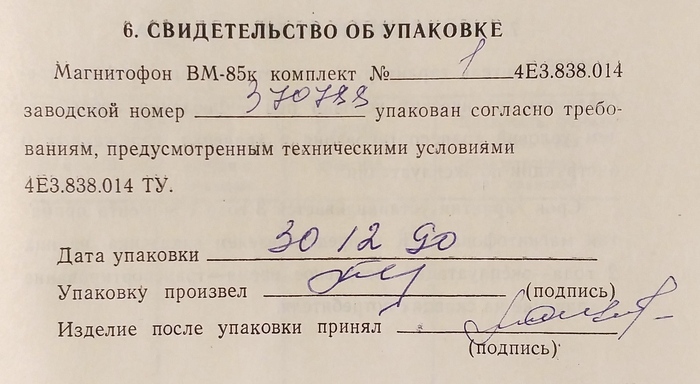 6. СВИДЕТЕЛЬСТВО ОБ УПАКОВКЕ
Магнитофон ВМ-85к комплект № 1 4Е3.838.014
заводской номер 370788 упакован согласно требо-
ваниям, предусмотренным техническими условиями
4Е3.838.014 ТУ.
Дата упаковки 30 12 90
Упаковку произвел (подпись)
Изделие после упаковки принял
(подпись)